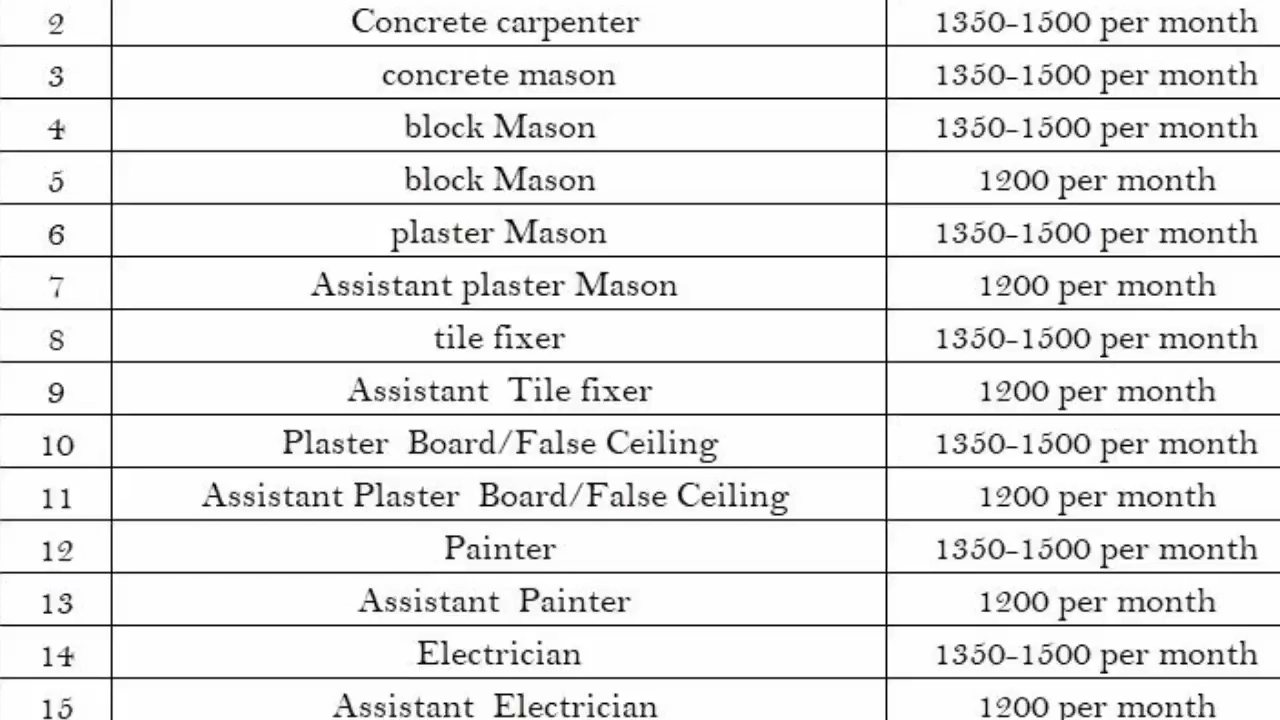 2 Concrete carpenter 1350-1500 per month
3 concrete mason 1350-1500 per month
4 block Mason 1350-1500 per month
5 block Mason 1200 per month
6 plaster Mason 1350-1500 per month
7 Assistant plaster Mason 1200 per month
8 tile fixer 1350-1500 per month
9 Assistant Tile fixer 1200 per month
10 Plaster Board/False Ceiling 1350-1500 per month
11 Assistant Plaster Board/False Ceiling 1200 per month
12 Painter 1350-1500 per month
13 Assistant Painter 1200 per month
14 Electrician 1350-1500 per month
15 Assistant Electrician 1200 per month